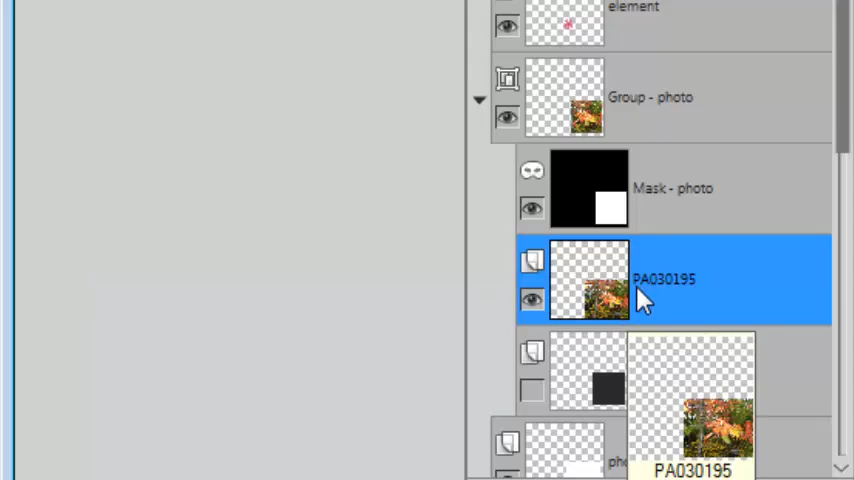 element
Group - photo
Mask - photo
PA030195
PA030195